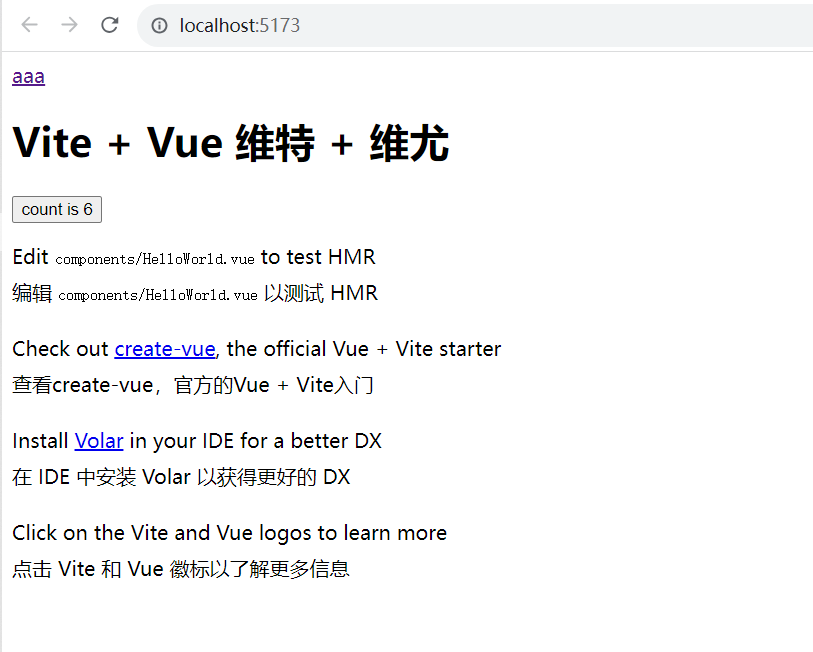 localhost:5173
aaa
Vite + Vue 维特 + 维尤
count is 6
Edit components/HelloWorld.vue to test HMR
编辑 components/HelloWorld.vue 以测试 HMR
Check out create-vue, the official Vue + Vite starter
查看create-vue，官方的Vue + Vite入门
Install Volar in your IDE for a better DX
在 IDE 中安装 Volar 以获得更好的 DX
Click on the Vite and Vue logos to learn more
点击 Vite 和 Vue 徽标以了解更多信息